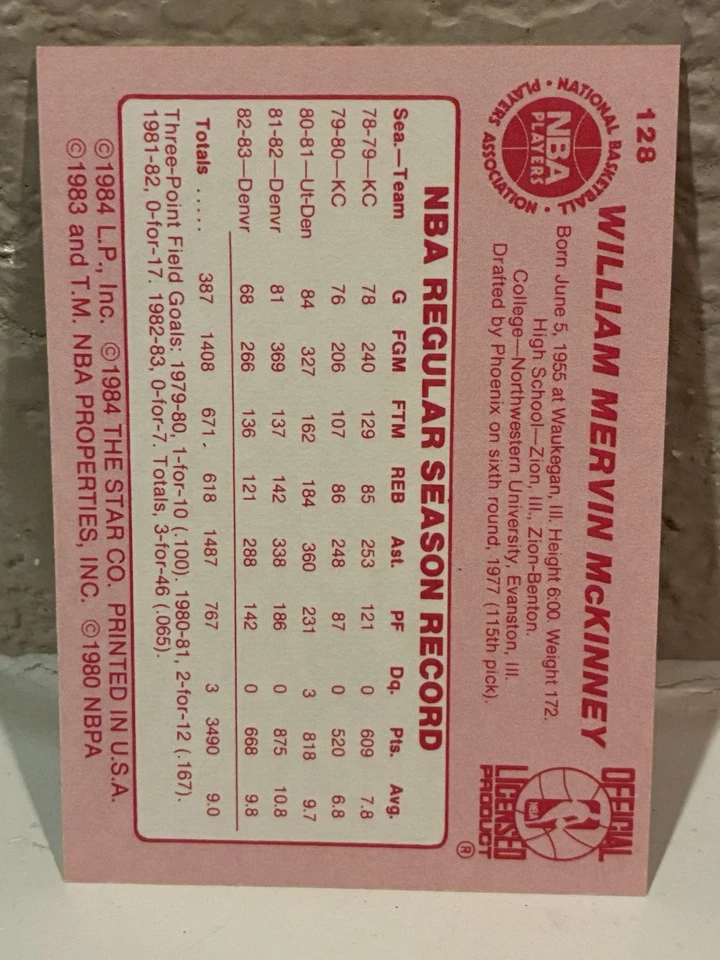 128
NATIONAL BASKETBALL PLAYERS ASSOCIATION
NBA
PLAYERS
WILLIAM MERVIN McKINNEY
Born June 5, 1955 at Waukegan, Ill. Height 6:00. Weight 172.
High School—Zion, Ill., Zion-Benton.
College—Northwestern University, Evanston, Ill.
Drafted by Phoenix on sixth round, 1977 (115th pick).
OFFICIAL
NBA
LICENSED
PRODUCT
®
NBA REGULAR SEASON RECORD
Sea.—Team G FGM FTM REB Ast. PF Dq. Pts. Avg.
78-79—KC 78 240 129 85 253 121 0 609 7.8
79-80—KC 76 206 107 86 248 87 0 520 6.8
80-81—Ut-Den 84 327 162 184 360 231 3 818 9.7
81-82—Denvr 81 369 137 142 338 186 0 875 10.8
82-83—Denvr 68 266 136 121 288 142 0 668 9.8
Totals ..... 387 1408 671. 618 1487 767 3 3490 9.0
Three-Point Field Goals: 1979-80, 1-for-10 (.100). 1980-81, 2-for-12 (.167).
1981-82, 0-for-17. 1982-83, 0-for-7. Totals, 3-for-46 (.065).
©1984 L.P., Inc. ©1984 THE STAR CO. PRINTED IN U.S.A.
©1983 and T.M. NBA PROPERTIES, INC. ©1980 NBPA